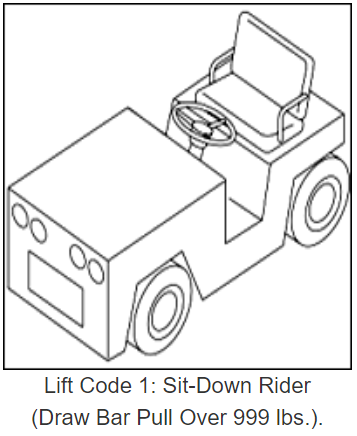 Lift Code 1: Sit-Down Rider
(Draw Bar Pull Over 999 lbs.).